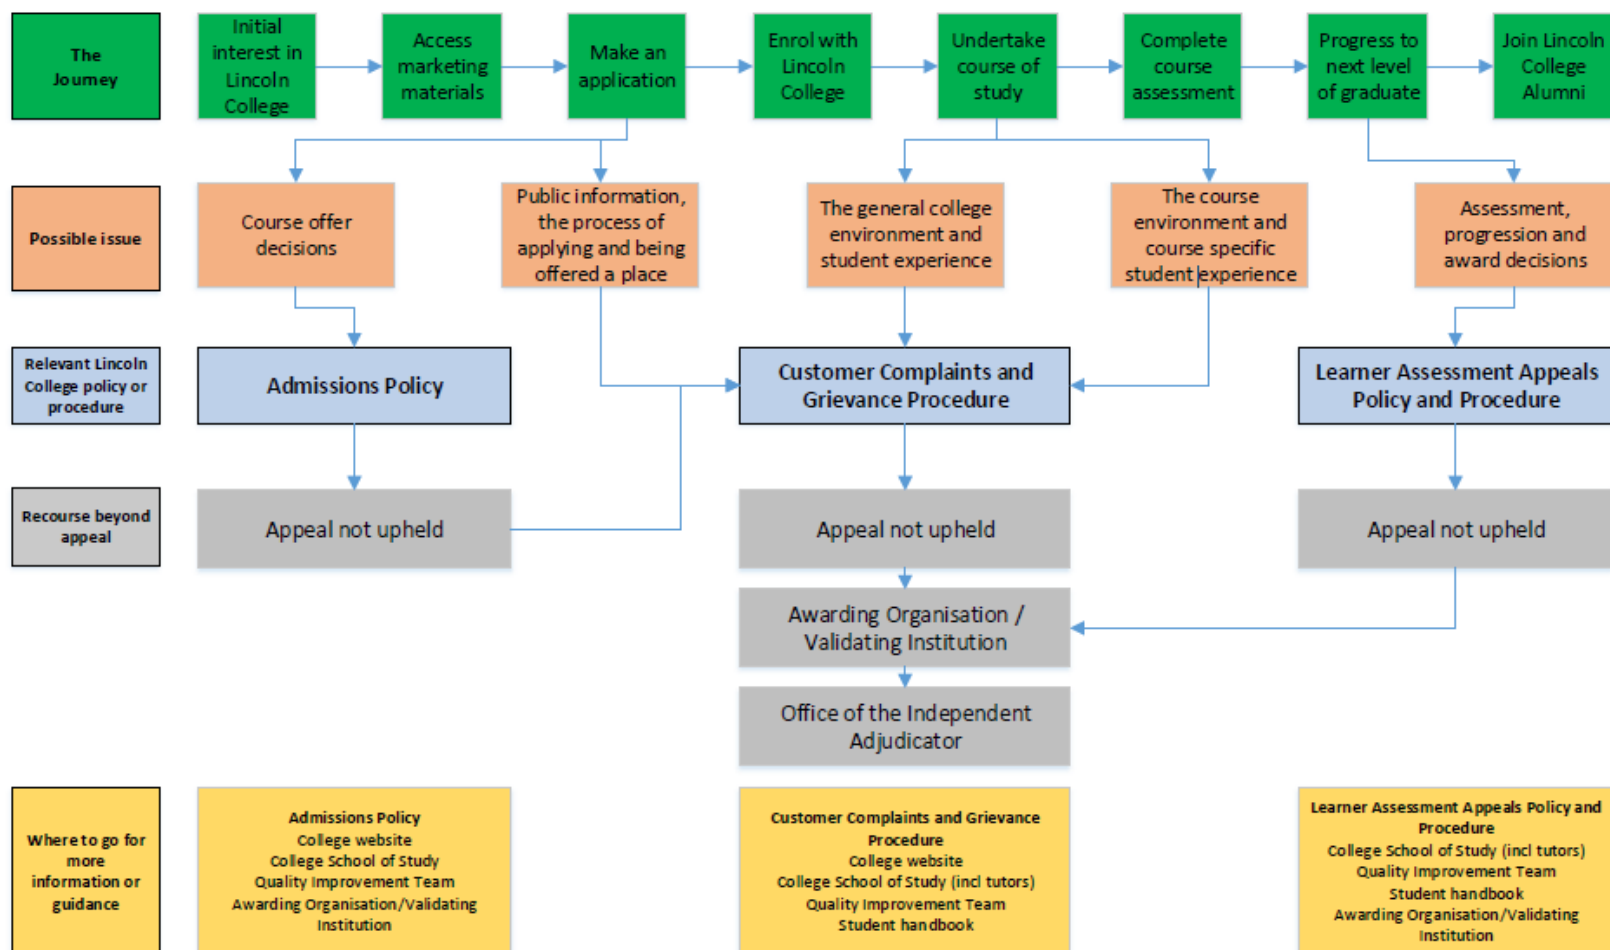 The
Journey
Initial
interest in
Lincoln
College
Access
marketing
materials
Make an
application
Enrol with
Lincoln
College
Undertake
course of
study
Complete
course
assessment
Progress to
next level
of graduate
Join Lincoln
College
Alumni
Possible issue
Course offer
decisions
Public information,
the process of
applying and being
offered a place
The general college
environment and
student experience
The course
environment and
course specific
student experience
Assessment,
progression and
award decisions
Relevant Lincoln
College policy or
procedure
Admissions Policy
Customer Complaints and
Grievance Procedure
Learner Assessment Appeals
Policy and Procedure
Recourse beyond
appeal
Appeal not upheld
Appeal not upheld
Appeal not upheld
Awarding Organisation /
Validating Institution
Office of the Independent
Adjudicator
Where to go for
more
information or
guidance
Admissions Policy
College website
College School of Study
Quality Improvement Team
Awarding Organisation/Validating
Institution
Customer Complaints and Grievance
Procedure
College website
College School of Study (incl tutors)
Quality Improvement Team
Student handbook
Learner Assessment Appeals Policy and
Procedure
College School of Study (incl tutors)
Quality Improvement Team
Student handbook
Awarding Organisation/Validating
Institution